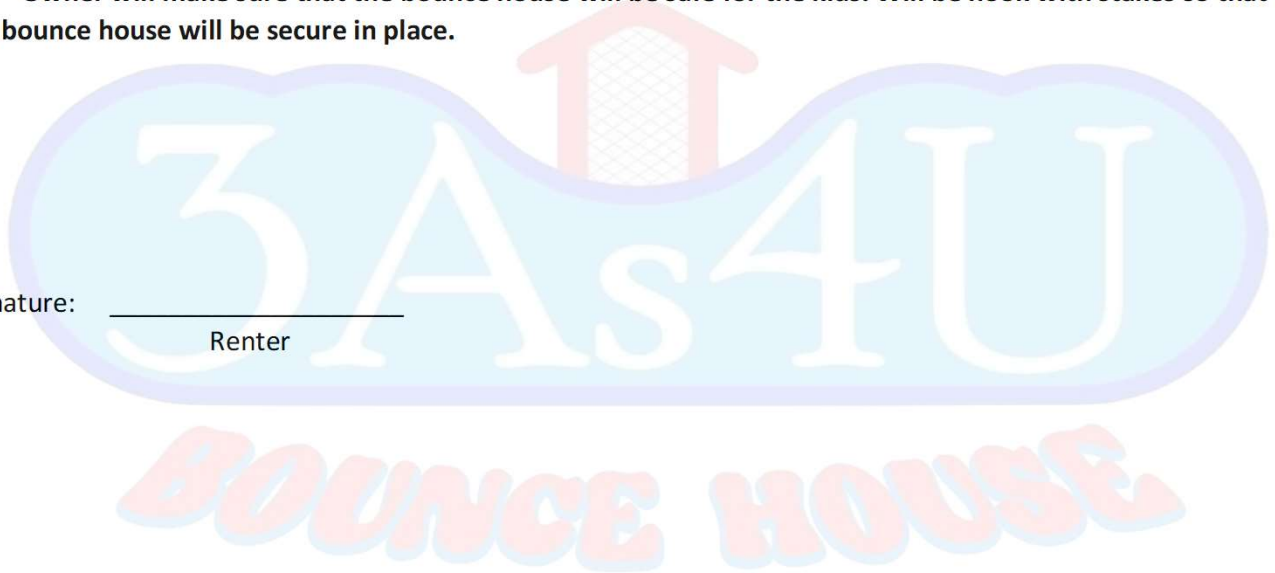 Owner will make sure that the bounce house will be safe for the kids. Will be hook with stakes so that
bounce house will be secure in place.
3As4U
nature: ____________________
Renter
BOUNCE HOUSE